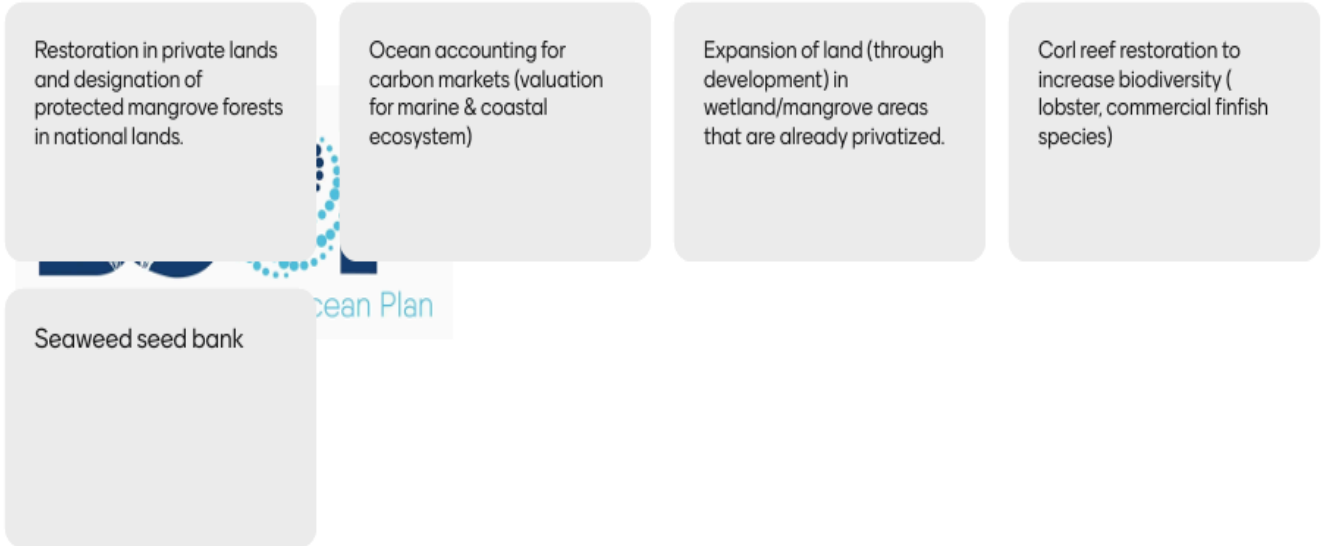 Restoration in private lands
and designation of
protected mangrove forests
in national lands.
Ocean accounting for
carbon markets (valuation
for marine & coastal
ecosystem)
Expansion of land (through
development) in
wetland/mangrove areas
that are already privatized.
Corl reef restoration to
increase biodiversity (
lobster, commercial finfish
species)
Plan
Seaweed seed bank